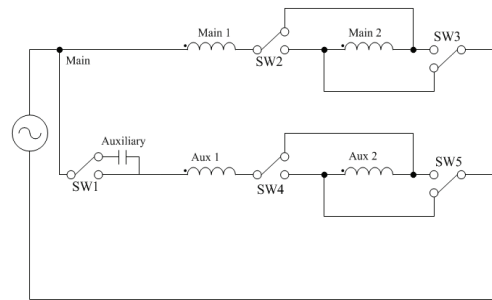 Main 1
Main 2
SW3
SW2
Main
Auxiliary
Aux 1
Aux 2
SW5
SW1
SW4